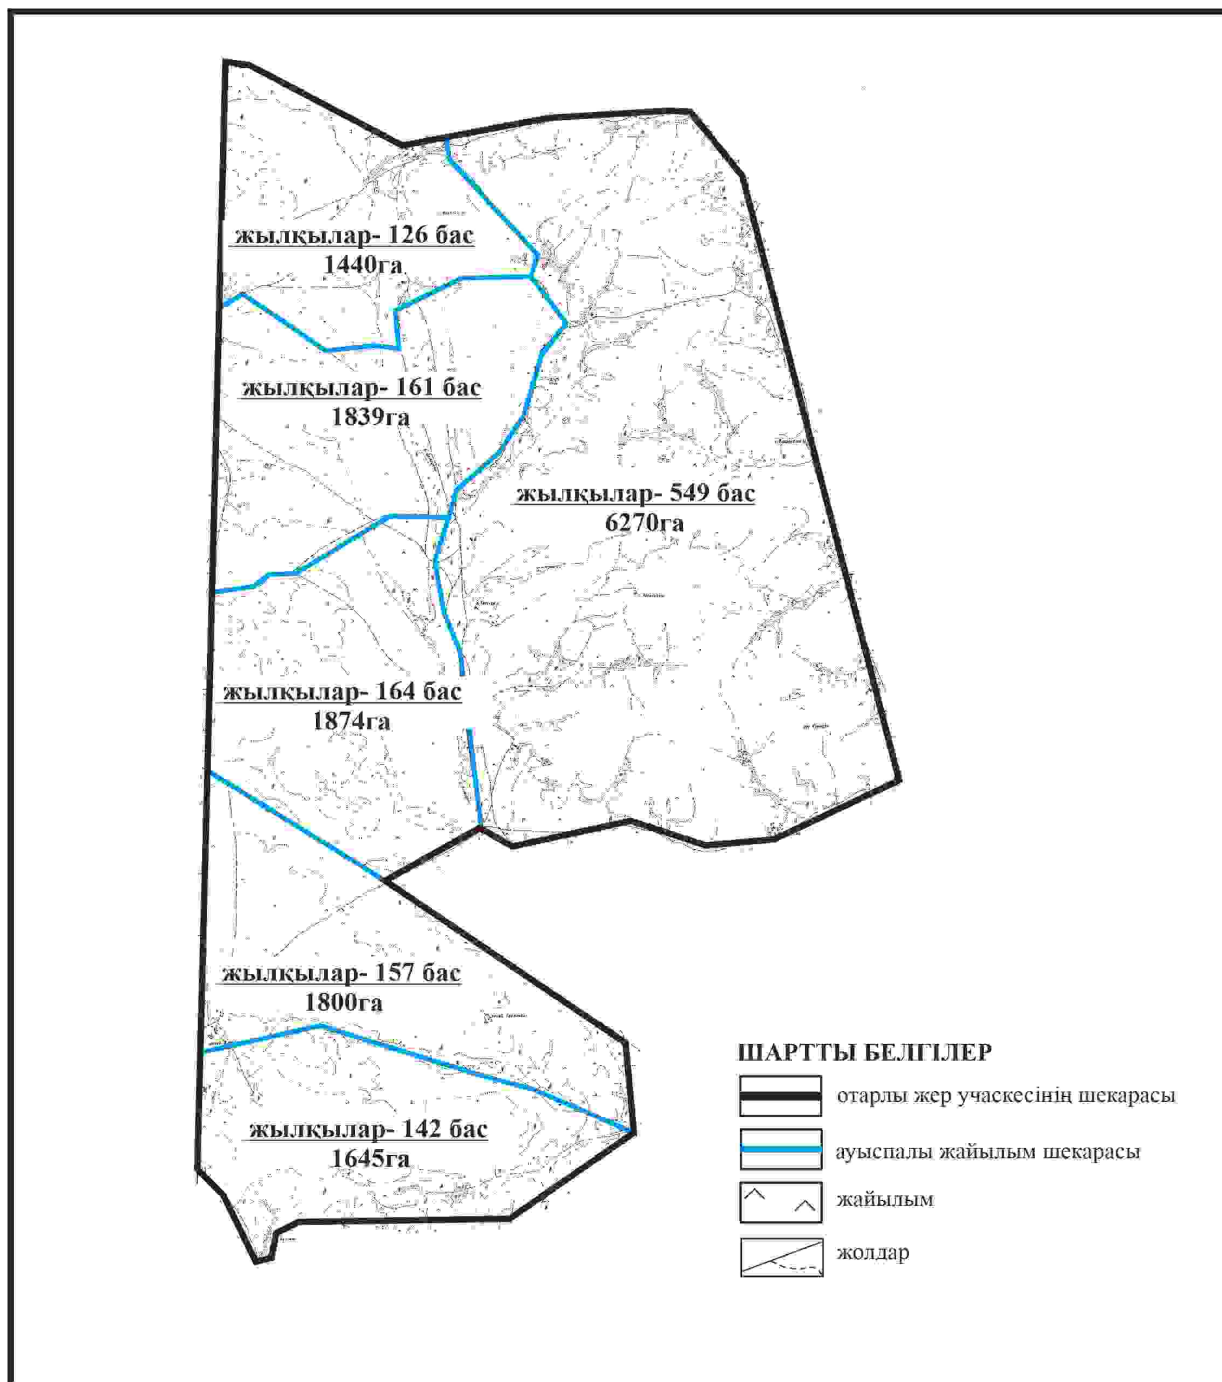 жылқылар- 126 бас
1440га
жылқылар- 161 бас
1839га
жылқылар- 549 бас
6270га
жылқылар- 164 бас
1874га
жылқылар- 157 бас
1800га
жылқылар- 142 бас
1645га
ШАРТТЫ БЕЛГІЛЕР
отарлы жер учаскесінің шекарасы
ауыспалы жайылым шекарасы
жайылым
жолдар